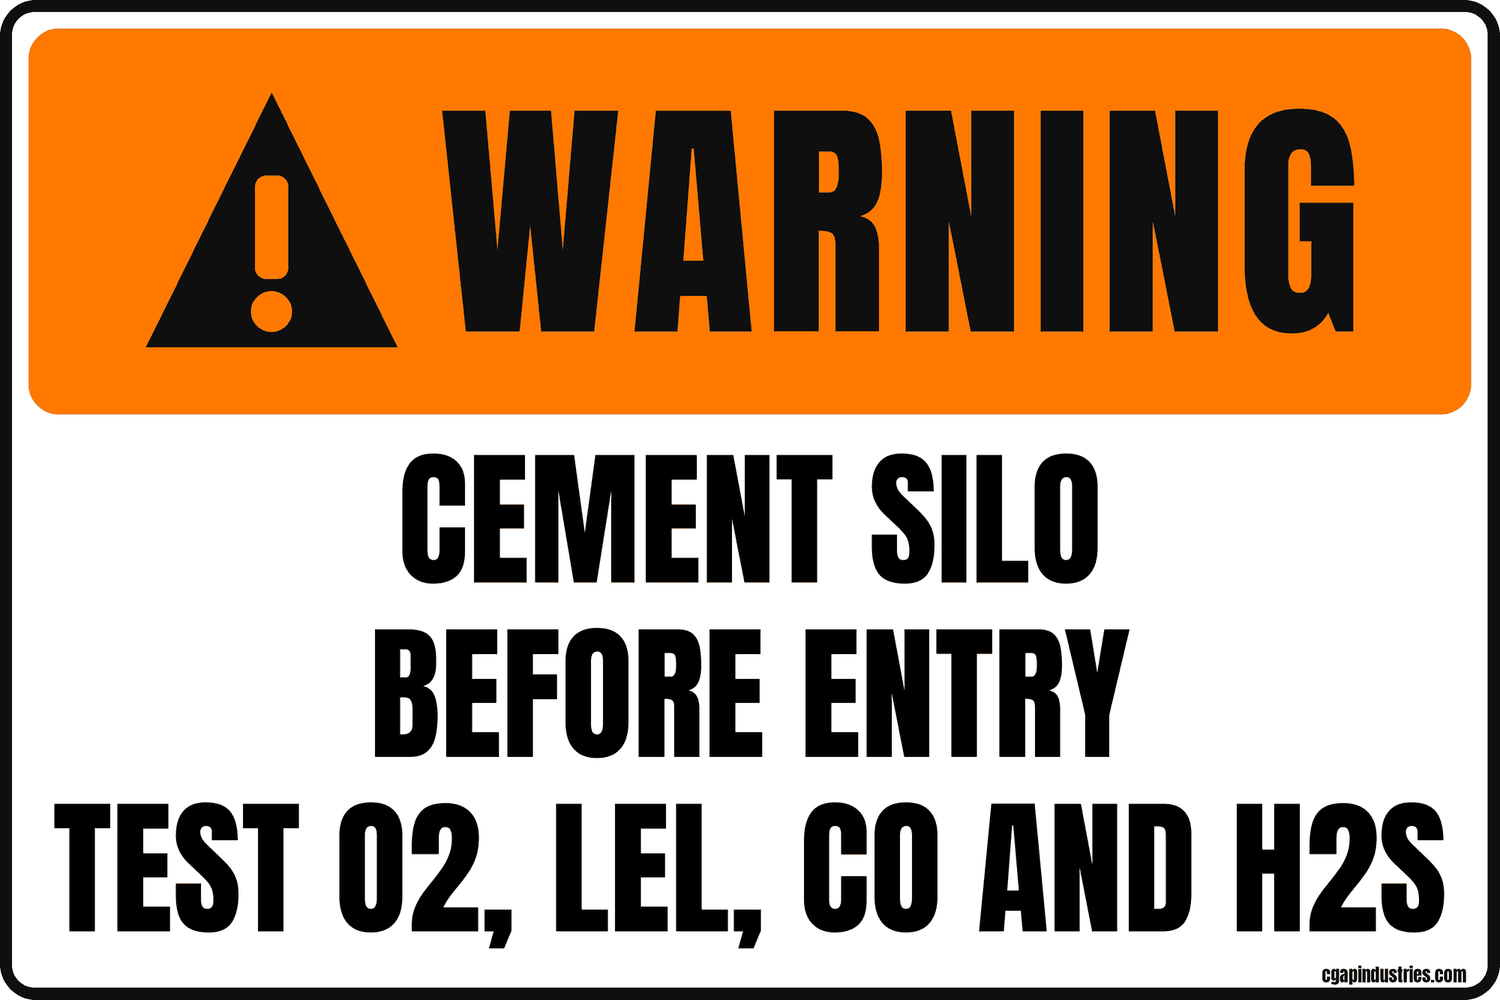 WARNING
CEMENT SILO
BEFORE ENTRY
TEST O2, LEL, CO AND H2S
cgapindustries.com